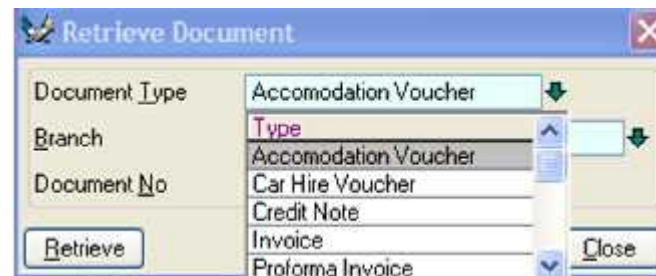 Retrieve Document
Document Type Accomodation Voucher
Type
Branch
Accomodation Voucher
Document No Car Hire Voucher
Credit Note
Retrieve Invoice Close
Proforma Invoice